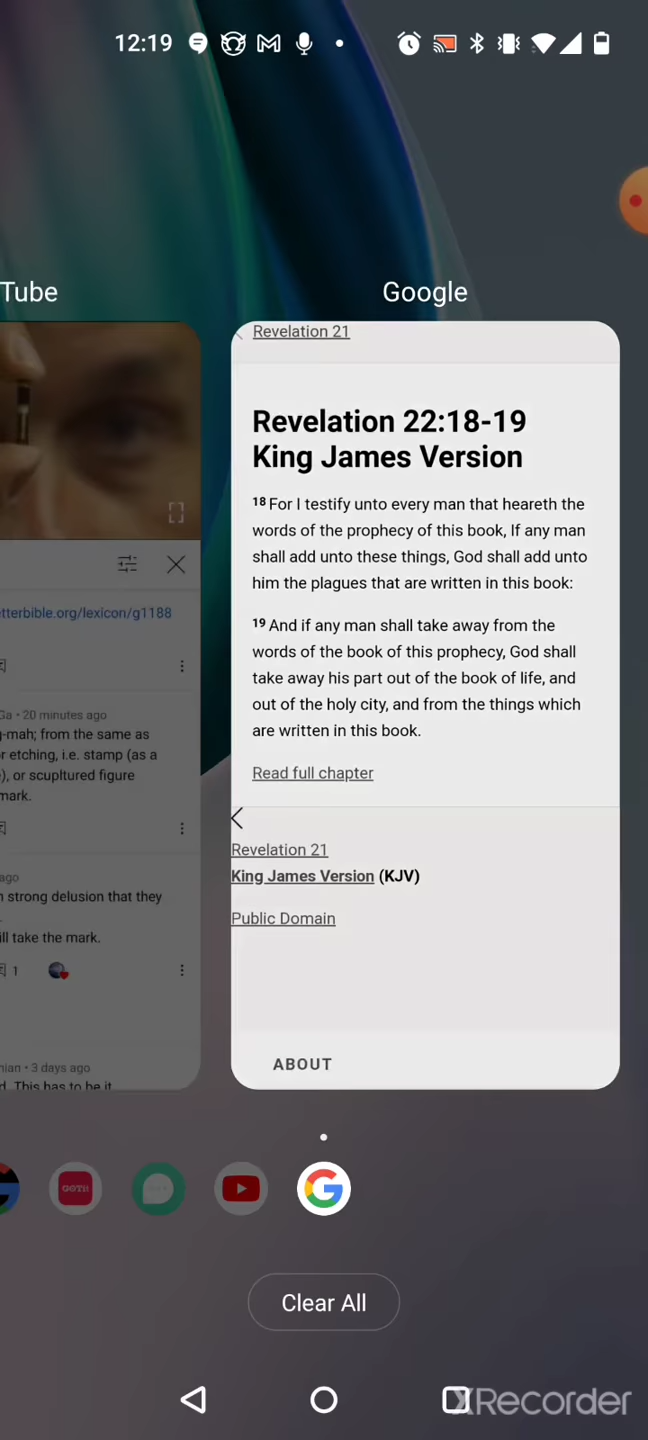 12:19
Tube
Google
Revelation 21
Revelation 22:18-19
King James Version
18 For I testify unto every man that heareth the
words of the prophecy of this book, If any man
shall add unto these things, God shall add unto
him the plagues that are written in this book:
19 And if any man shall take away from the
words of the book of this prophecy, God shall
take away his part out of the book of life, and
out of the holy city, and from the things which
are written in this book.
Read full chapter
Revelation 21
King James Version (KJV)
Public Domain
ABOUT
etterbible.org/lexicon/g1188
Ga • 20 minutes ago
g-mah; from the same as
r etching, i.e. stamp (as a
e), or scupltured figure
mark.
ago
n strong delusion that they
ill take the mark.
1
nian • 3 days ago
d. This has to be it
GGTH
Clear All
XRecorder